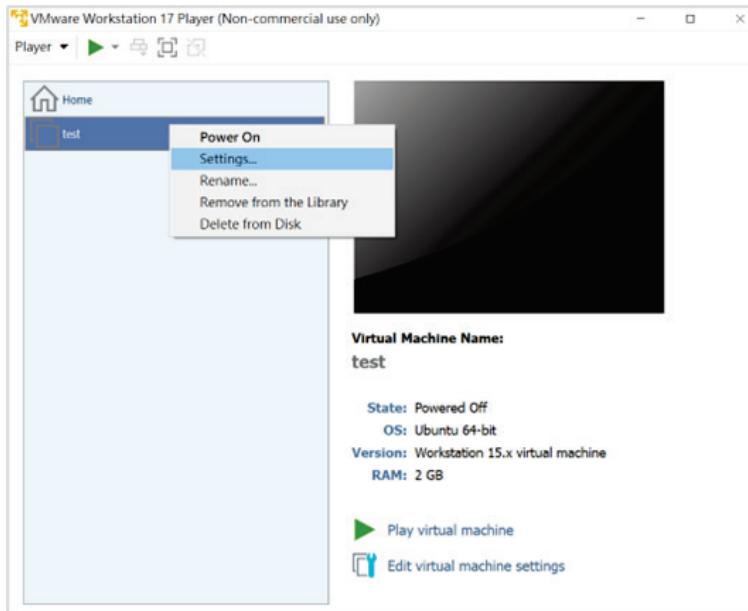 VMware Workstation 17 Player (Non-commercial use only)
Player
Home
test
Power On
Settings...
Rename...
Remove from the Library
Delete from Disk
Virtual Machine Name:
test
State: Powered Off
OS: Ubuntu 64-bit
Version: Workstation 15.x virtual machine
RAM: 2 GB
Play virtual machine
Edit virtual machine settings